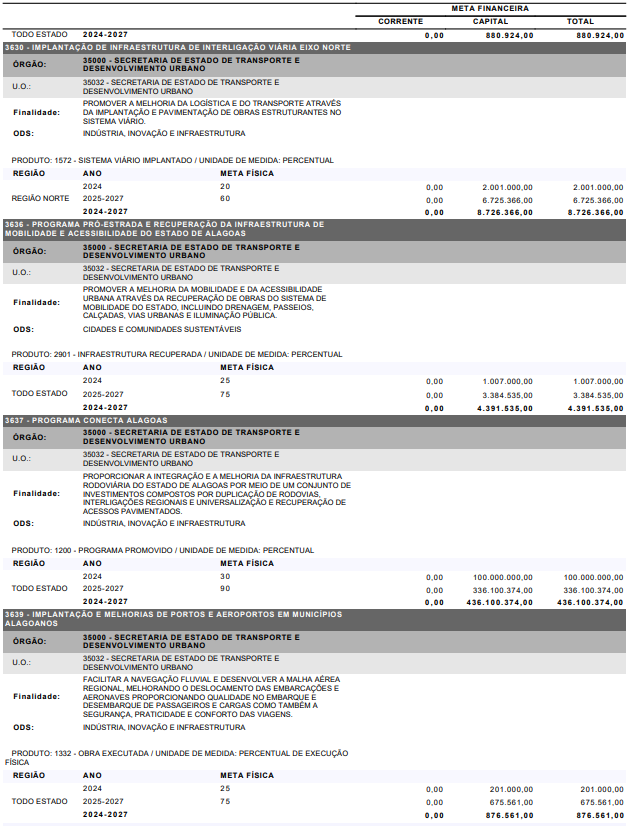 META FINANCEIRA
CORRENTE CAPITAL TOTAL
TODO ESTADO 2024-2027 0,00 880.924,00 880.924,00
3630 - IMPLANTAÇÃO DE INFRAESTRUTURA DE INTERLIGAÇÃO VIÁRIA EIXO NORTE
ÓRGÃO: 35000 - SECRETARIA DE ESTADO DE TRANSPORTE E
DESENVOLVIMENTO URBANO
U.O.: 35032 - SECRETARIA DE ESTADO DE TRANSPORTE E
DESENVOLVIMENTO URBANO
Finalidade: PROMOVER A MELHORIA DA LOGÍSTICA E DO TRANSPORTE ATRAVÉS
DA IMPLANTAÇÃO E PAVIMENTAÇÃO DE OBRAS ESTRUTURANTES NO
SISTEMA VIÁRIO.
ODS: INDÚSTRIA, INOVAÇÃO E INFRAESTRUTURA
PRODUTO: 1572 - SISTEMA VIÁRIO IMPLANTADO / UNIDADE DE MEDIDA: PERCENTUAL
REGIÃO ANO META FÍSICA
2024 20 0,00 2.001.000,00 2.001.000,00
REGIÃO NORTE 2025-2027 60 0,00 6.725.366,00 6.725.366,00
2024-2027 0,00 8.726.366,00 8.726.366,00
3636 - PROGRAMA PRÓ-ESTRADA E RECUPERAÇÃO DA INFRAESTRUTURA DE
MOBILIDADE E ACESSIBILIDADE DO ESTADO DE ALAGOAS
ÓRGÃO: 35000 - SECRETARIA DE ESTADO DE TRANSPORTE E
DESENVOLVIMENTO URBANO
U.O.: 35032 - SECRETARIA DE ESTADO DE TRANSPORTE E
DESENVOLVIMENTO URBANO
Finalidade: PROMOVER A MELHORIA DA MOBILIDADE E DA ACESSIBILIDADE
URBANA ATRAVÉS DA RECUPERAÇÃO DE OBRAS DO SISTEMA DE
MOBILIDADE DO ESTADO, INCLUINDO DRENAGEM, PASSEIOS,
CALÇADAS, VIAS URBANAS E ILUMINAÇÃO PÚBLICA.
ODS: CIDADES E COMUNIDADES SUSTENTÁVEIS
PRODUTO: 2901 - INFRAESTRUTURA RECUPERADA / UNIDADE DE MEDIDA: PERCENTUAL
REGIÃO ANO META FÍSICA
2024 25 0,00 1.007.000,00 1.007.000,00
TODO ESTADO 2025-2027 75 0,00 3.384.535,00 3.384.535,00
2024-2027 0,00 4.391.535,00 4.391.535,00
3637 - PROGRAMA CONECTA ALAGOAS
ÓRGÃO: 35000 - SECRETARIA DE ESTADO DE TRANSPORTE E
DESENVOLVIMENTO URBANO
U.O.: 35032 - SECRETARIA DE ESTADO DE TRANSPORTE E
DESENVOLVIMENTO URBANO
Finalidade: PROPORCIONAR A INTEGRAÇÃO E A MELHORIA DA INFRAESTRUTURA
RODOVIÁRIA DO ESTADO DE ALAGOAS POR MEIO DE UM CONJUNTO DE
INVESTIMENTOS COMPOSTOS POR DUPLICAÇÃO DE RODOVIAS,
INTERLIGAÇÕES REGIONAIS E UNIVERSALIZAÇÃO E RECUPERAÇÃO DE
ACESSOS PAVIMENTADOS.
ODS: INDÚSTRIA, INOVAÇÃO E INFRAESTRUTURA
PRODUTO: 1200 - PROGRAMA PROMOVIDO / UNIDADE DE MEDIDA: PERCENTUAL
REGIÃO ANO META FÍSICA
2024 30 0,00 100.000.000,00 100.000.000,00
TODO ESTADO 2025-2027 90 0,00 336.100.374,00 336.100.374,00
2024-2027 0,00 436.100.374,00 436.100.374,00
3639 - IMPLANTAÇÃO E MELHORIAS DE PORTOS E AEROPORTOS EM MUNICÍPIOS
ALAGOANOS
ÓRGÃO: 35000 - SECRETARIA DE ESTADO DE TRANSPORTE E
DESENVOLVIMENTO URBANO
U.O.: 35032 - SECRETARIA DE ESTADO DE TRANSPORTE E
DESENVOLVIMENTO URBANO
Finalidade: FACILITAR A NAVEGAÇÃO FLUVIAL E DESENVOLVER A MALHA AÉREA
REGIONAL, MELHORANDO O DESLOCAMENTO DAS EMBARCAÇÕES E
AERONAVES PROPORCIONANDO QUALIDADE NO EMBARQUE E
DESEMBARQUE DE PASSAGEIROS E CARGAS COMO TAMBÉM A
SEGURANÇA, PRATICIDADE E CONFORTO DAS VIAGENS.
ODS: INDÚSTRIA, INOVAÇÃO E INFRAESTRUTURA
PRODUTO: 1332 - OBRA EXECUTADA / UNIDADE DE MEDIDA: PERCENTUAL DE EXECUÇÃO
FÍSICA
REGIÃO ANO META FÍSICA
2024 25 0,00 201.000,00 201.000,00
TODO ESTADO 2025-2027 75 0,00 675.561,00 675.561,00
2024-2027 0,00 876.561,00 876.561,00